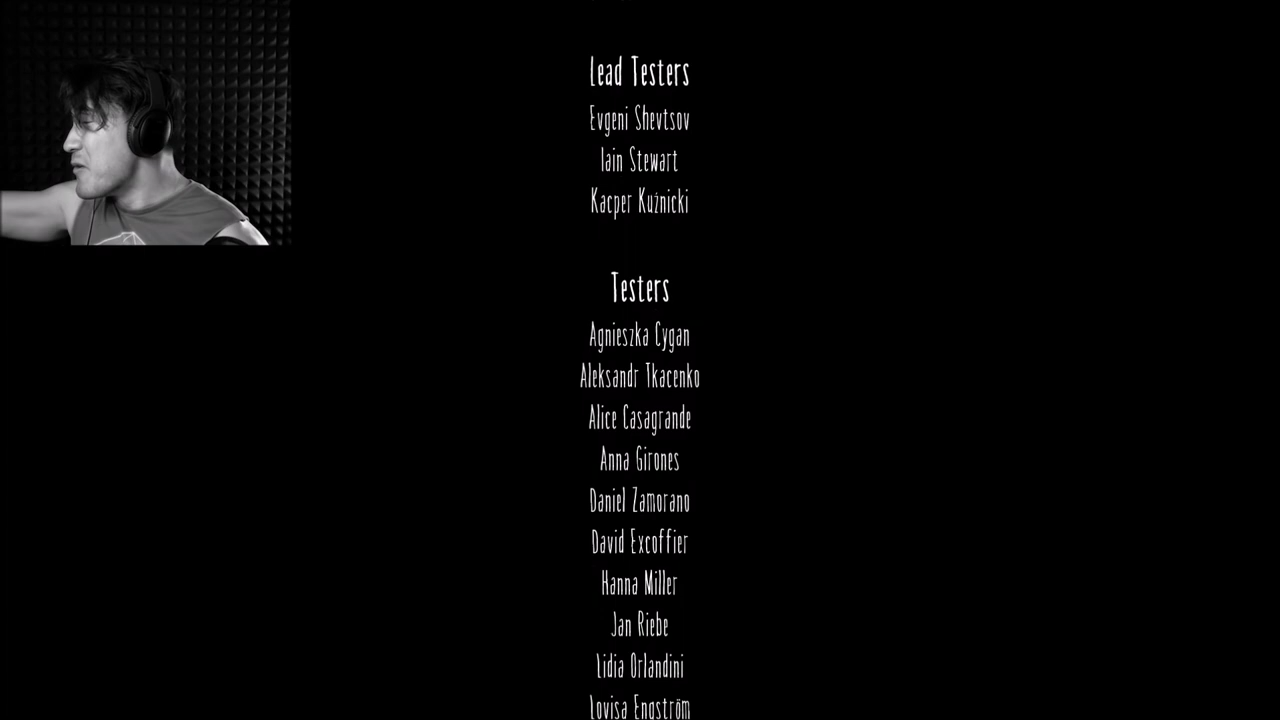 Lead Testers
Evgeni Shevtsov
Iain Stewart
Kacper Kuźnicki
Testers
Agnieszka Cygan
Aleksandr Tkacenko
Alice Casagrande
Anna Girones
Daniel Zamorano
David Excoffier
Hanna Miller
Jan Riebe
Lidia Orlandini
Lovisa Engström